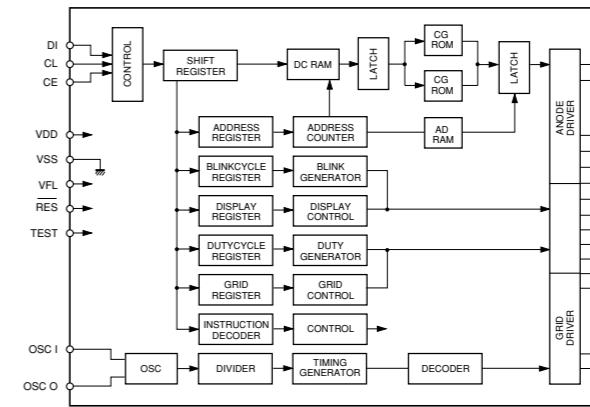 DI
CL
CE
VDD
VSS
VFL
RES
TEST
OSC I
OSC O
CONTROL
SHIFT
REGISTER
DC RAM
LATCH
CG
ROM
CG
ROM
LATCH
ANODE
DRIVER
ADDRESS
REGISTER
ADDRESS
COUNTER
AD
RAM
BLINKCYCLE
REGISTER
BLINK
GENERATOR
DISPLAY
REGISTER
DISPLAY
CONTROL
DUTYCYCLE
REGISTER
DUTY
GENERATOR
GRID
REGISTER
GRID
CONTROL
INSTRUCTION
DECODER
CONTROL
GRID
DRIVER
OSC
DIVIDER
TIMING
GENERATOR
DECODER